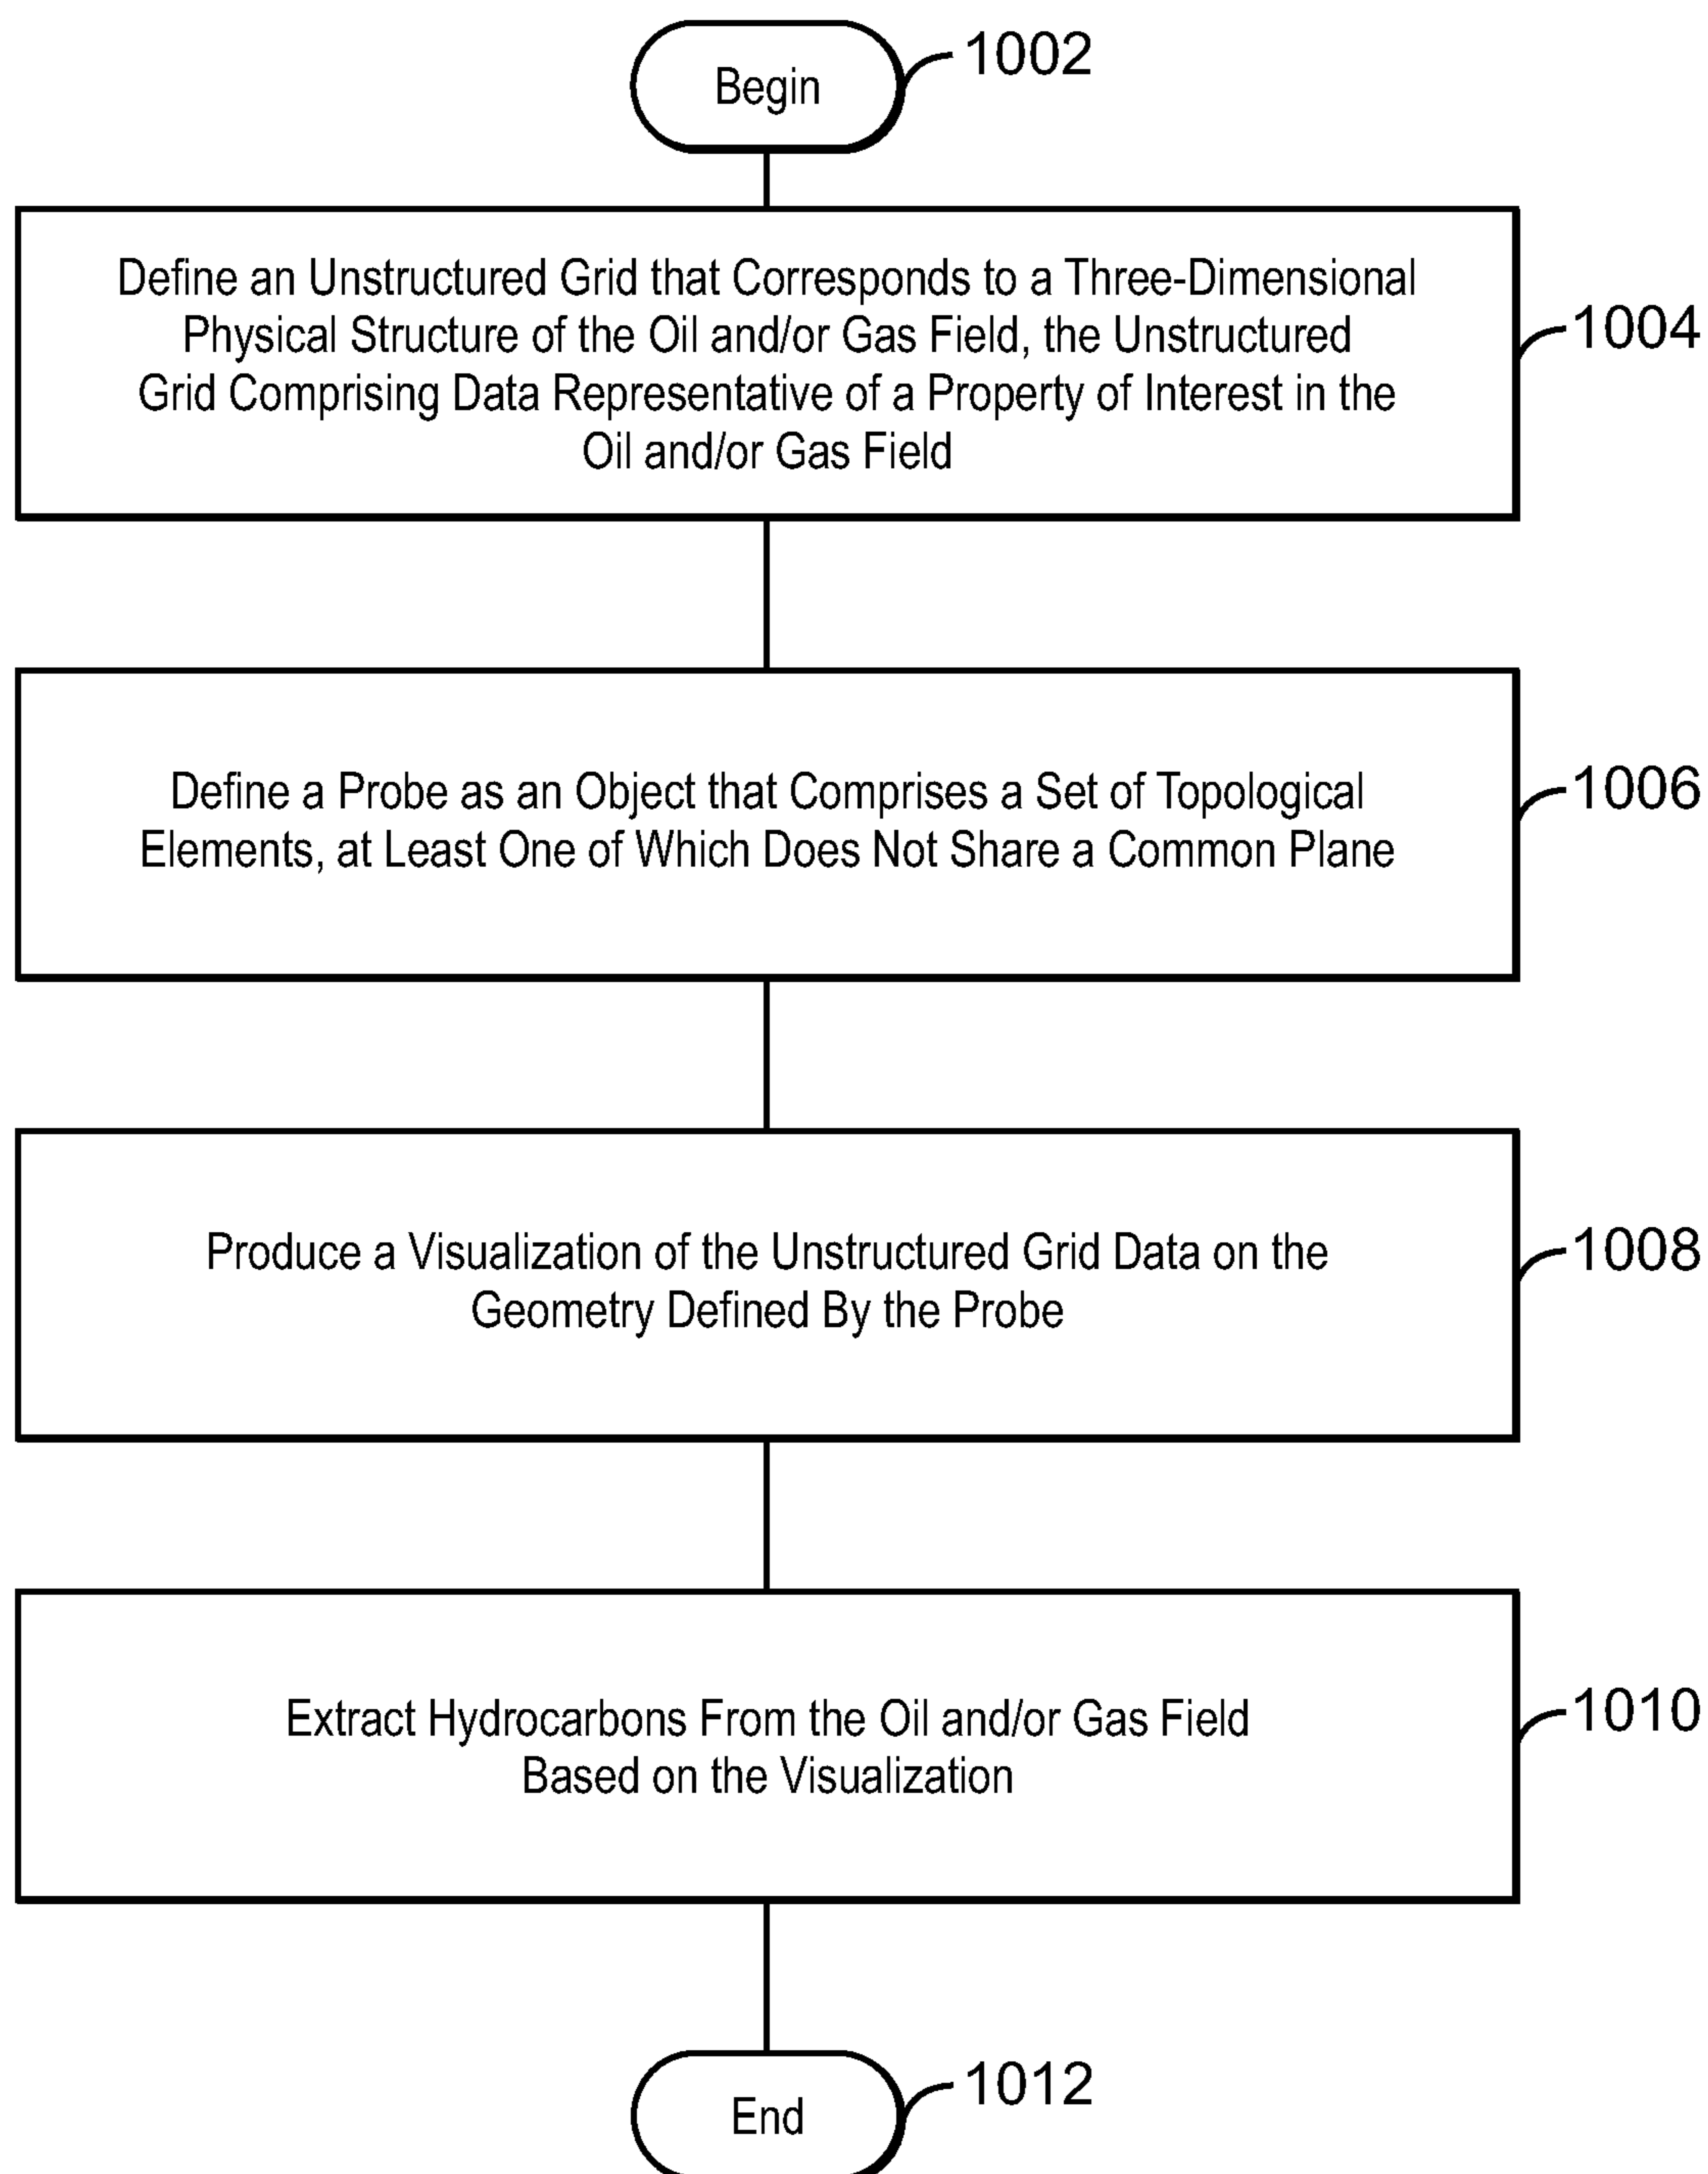 Begin
1002
Define an Unstructured Grid that Corresponds to a Three-Dimensional
Physical Structure of the Oil and/or Gas Field, the Unstructured
Grid Comprising Data Representative of a Property of Interest in the
Oil and/or Gas Field
1004
Define a Probe as an Object that Comprises a Set of Topological
Elements, at Least One of Which Does Not Share a Common Plane
1006
Produce a Visualization of the Unstructured Grid Data on the
Geometry Defined By the Probe
1008
Extract Hydrocarbons From the Oil and/or Gas Field
Based on the Visualization
1010
End
1012